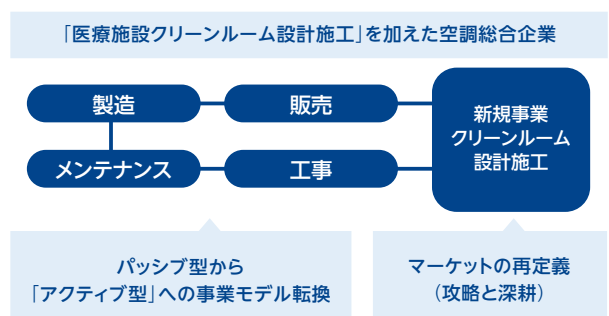 「医療施設クリーンルーム設計施工」を加えた空調総合企業
製造
販売
新規事業
クリーンルーム
設計施工
メンテナンス
工事
パッシブ型から
「アクティブ型」への事業モデル転換
マーケットの再定義
（攻略と深耕）